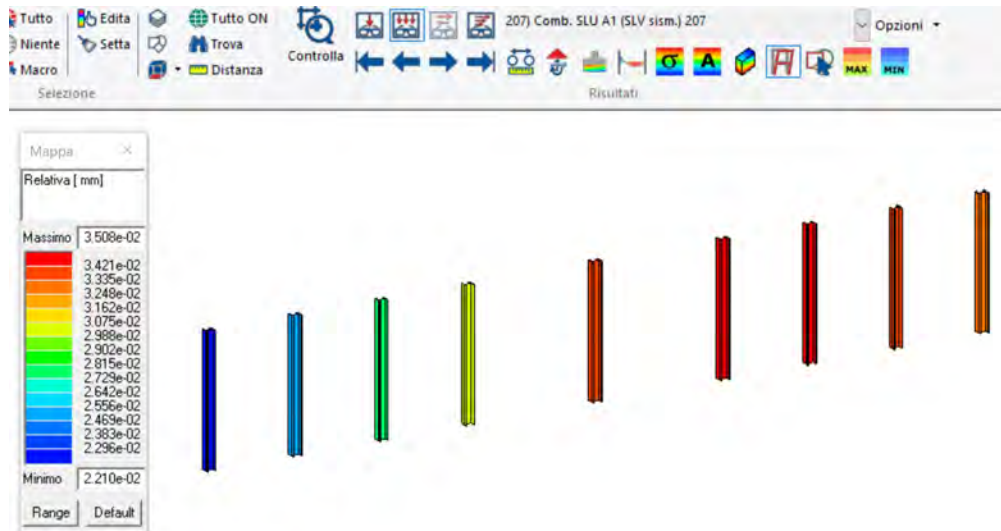 Tutto Edita Tutto ON 207) Comb. SLU A1 (SLV sism.) 207 Opzioni
Niente Setta Trova
Macro Distanza Controlla
σ A MAX MIN
Selezione Risultati
Mappa
Relativa [ mm]
Massimo 3.508e-02
3.421e-02
3.335e-02
3.248e-02
3.162e-02
3.075e-02
2.988e-02
2.902e-02
2.815e-02
2.729e-02
2.642e-02
2.556e-02
2.469e-02
2.383e-02
2.296e-02
Minimo 2.210e-02
Range Default